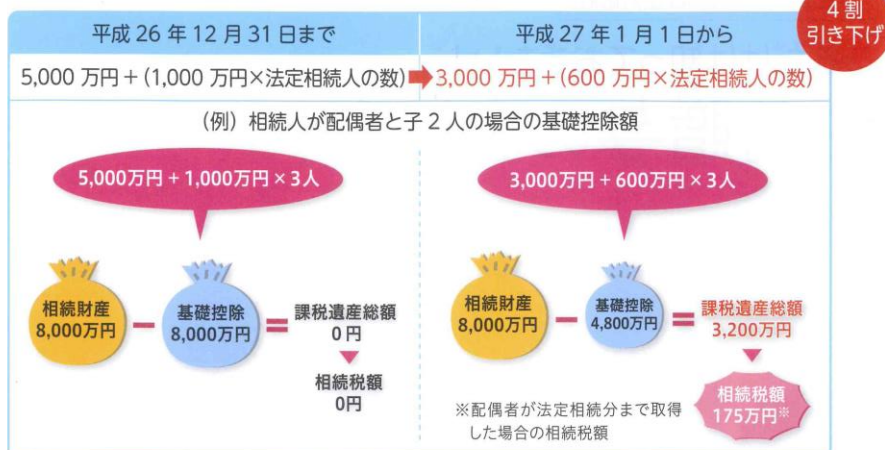 4割
引き下げ
平成26年12月31日まで
平成27年1月1日から
5,000万円+(1,000万円×法定相続人の数)
3,000万円+(600万円×法定相続人の数)
(例)相続人が配偶者と子2人の場合の基礎控除額
5,000万円+1,000万円×3人
3,000万円+600万円×3人
相続財産
8,000万円
-
基礎控除
8,000万円
=
課税遺産総額
0円
相続税額
0円
相続財産
8,000万円
-
基礎控除
4,800万円
=
課税遺産総額
3,200万円
相続税額
175万円※
※配偶者が法定相続分まで取得
した場合の相続税額